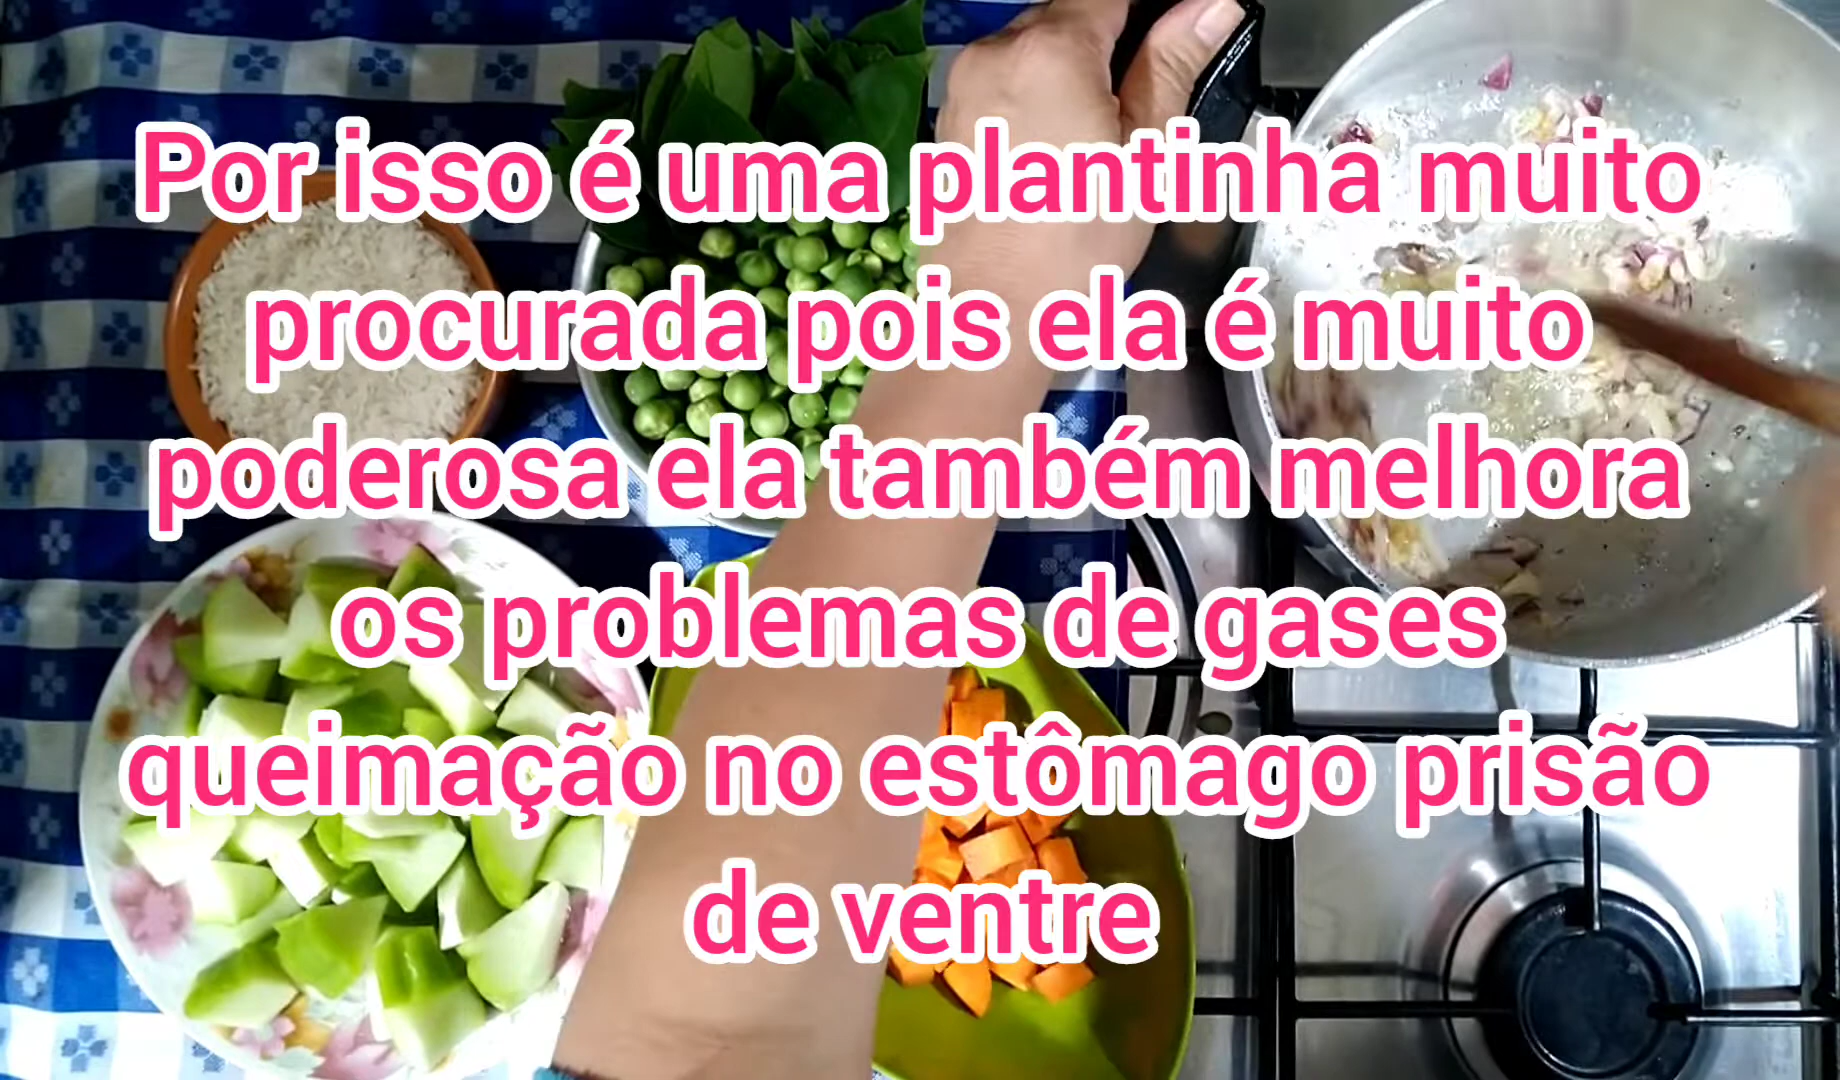 Por isso é uma plantinha muito
procurada pois ela é muito
poderosa ela também melhora
os problemas de gases
queimação no estômago prisão
de ventre